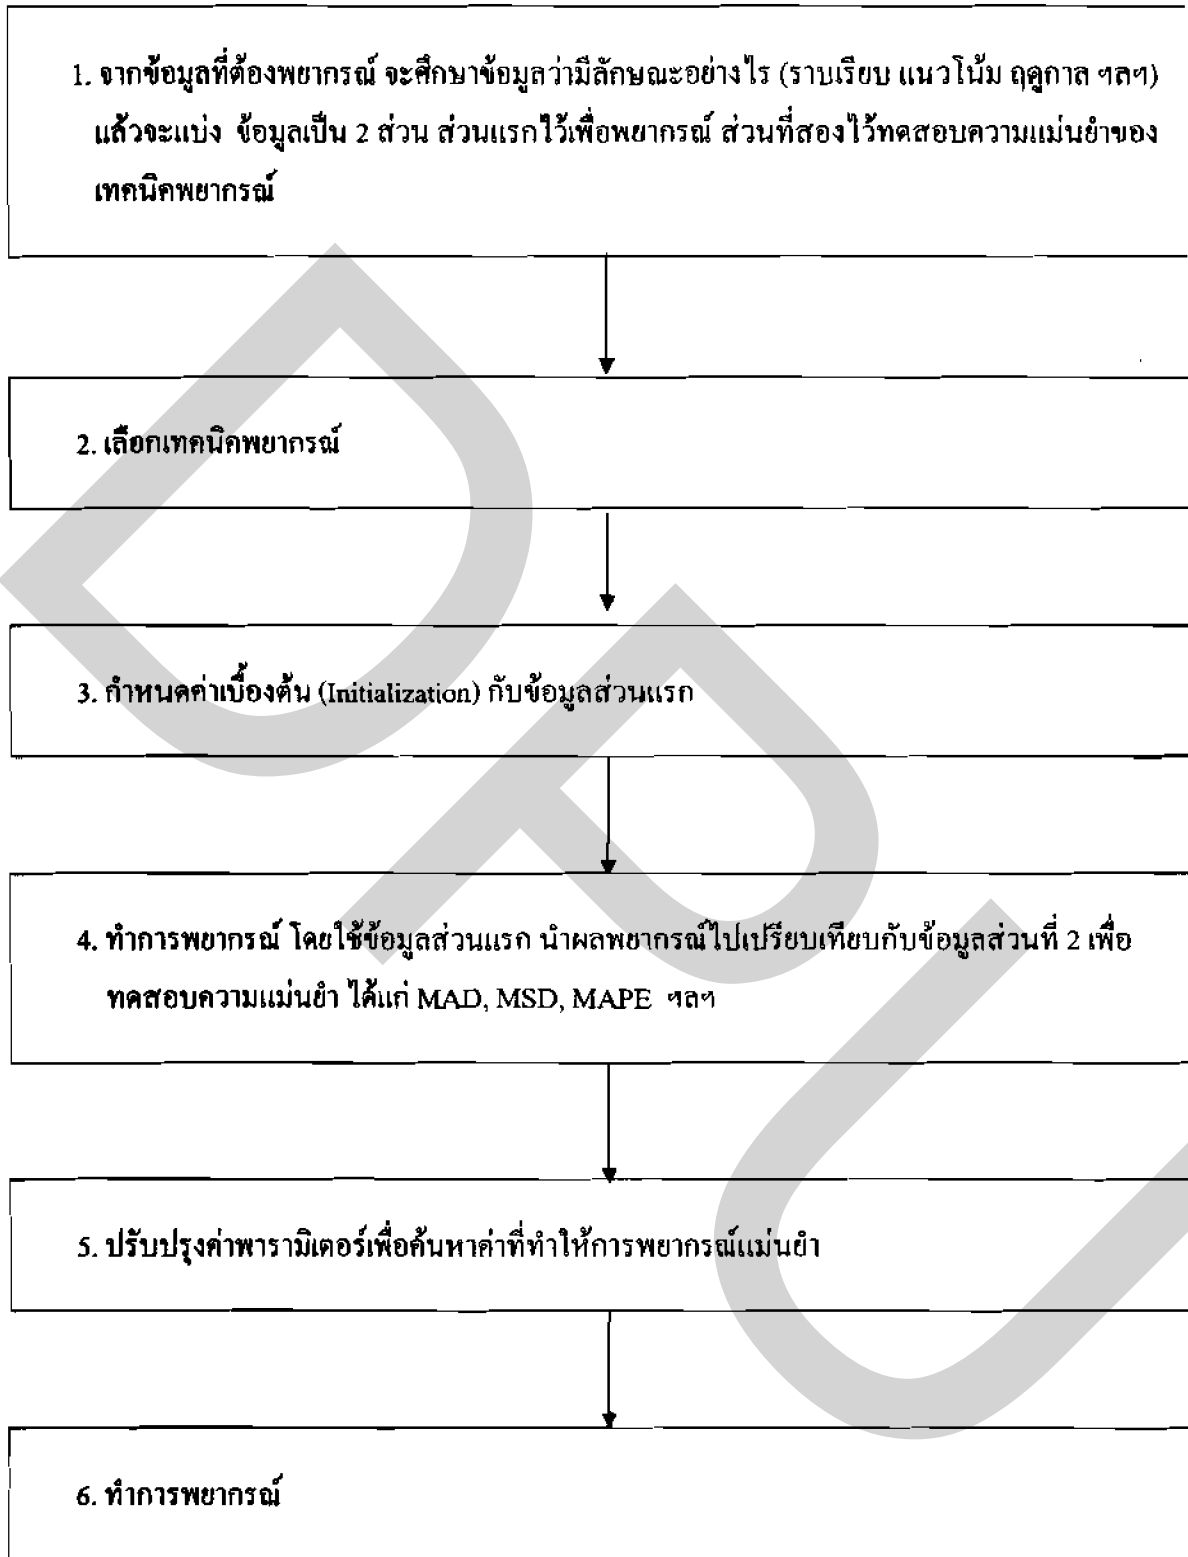 1. จากข้อมูลที่ต้องพยากรณ์ จะศึกษาข้อมูลว่ามีลักษณะอย่างไร (ราบเรียบ แนวโน้ม ฤดูกาล ฯลฯ)
แล้วจะแบ่ง ข้อมูลเป็น 2 ส่วน ส่วนแรกไว้เพื่อพยากรณ์ ส่วนที่สองไว้ทดสอบความแม่นยำของ
เทคนิคพยากรณ์
2. เลือกเทคนิคพยากรณ์
3. กำหนดค่าเบื้องต้น (Initialization) กับข้อมูลส่วนแรก
4. ทำการพยากรณ์ โดยใช้ข้อมูลส่วนแรก นำผลพยากรณ์ไปเปรียบเทียบกับข้อมูลส่วนที่ 2 เพื่อ
ทดสอบความแม่นยำ ได้แก่ MAD, MSD, MAPE ฯลฯ
5. ปรับปรุงค่าพารามิเตอร์เพื่อค้นหาค่าที่ทำให้การพยากรณ์แม่นยำ
6. ทำการพยากรณ์
DPU